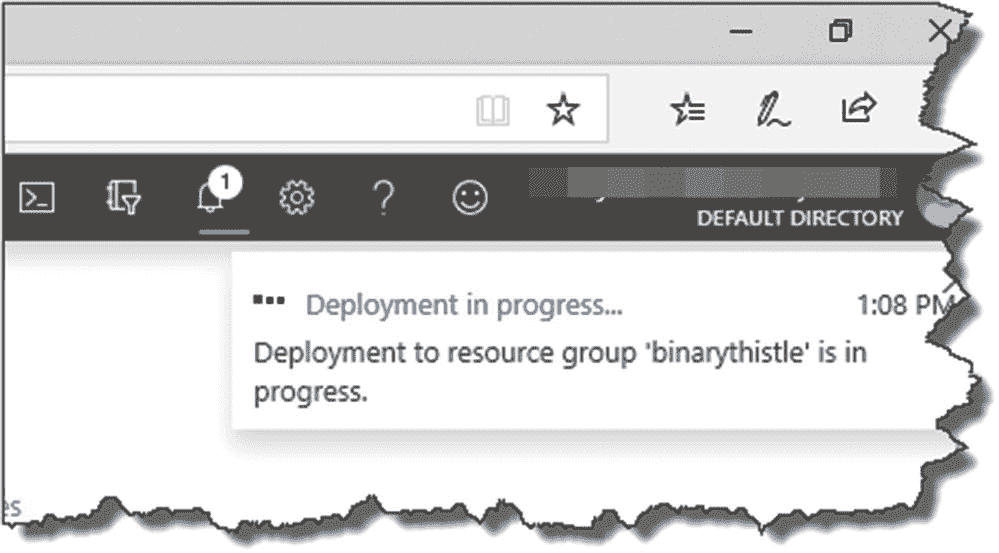 1
DEFAULT DIRECTORY
Deployment in progress...
1:08 PM
Deployment to resource group 'binarythistle' is in
progress.
es